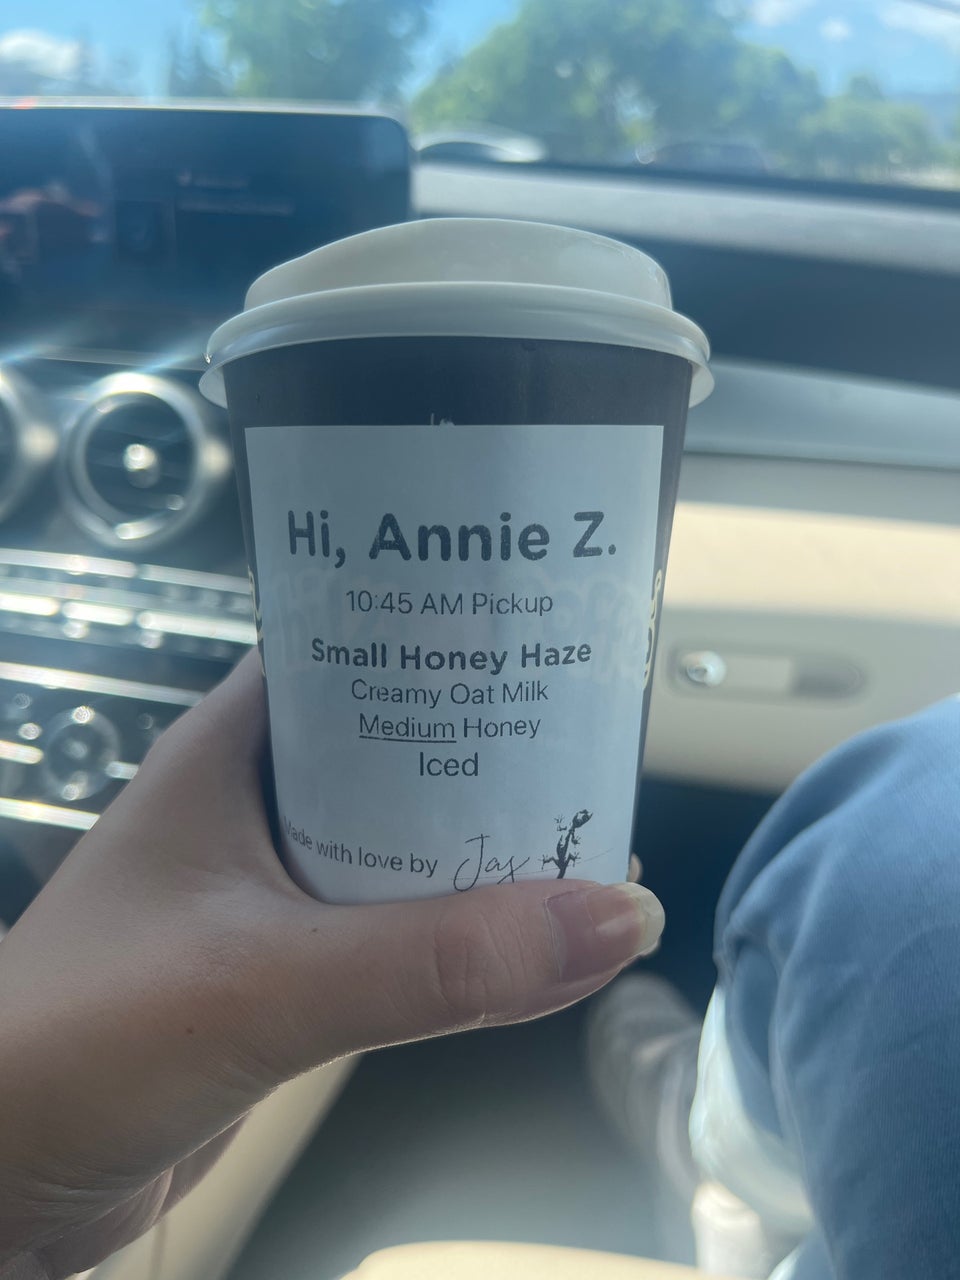 Hi, Annie Z.
10:45 AM Pickup
Small Honey Haze
Creamy Oat Milk
Medium Honey
Iced
Made with love by Jax